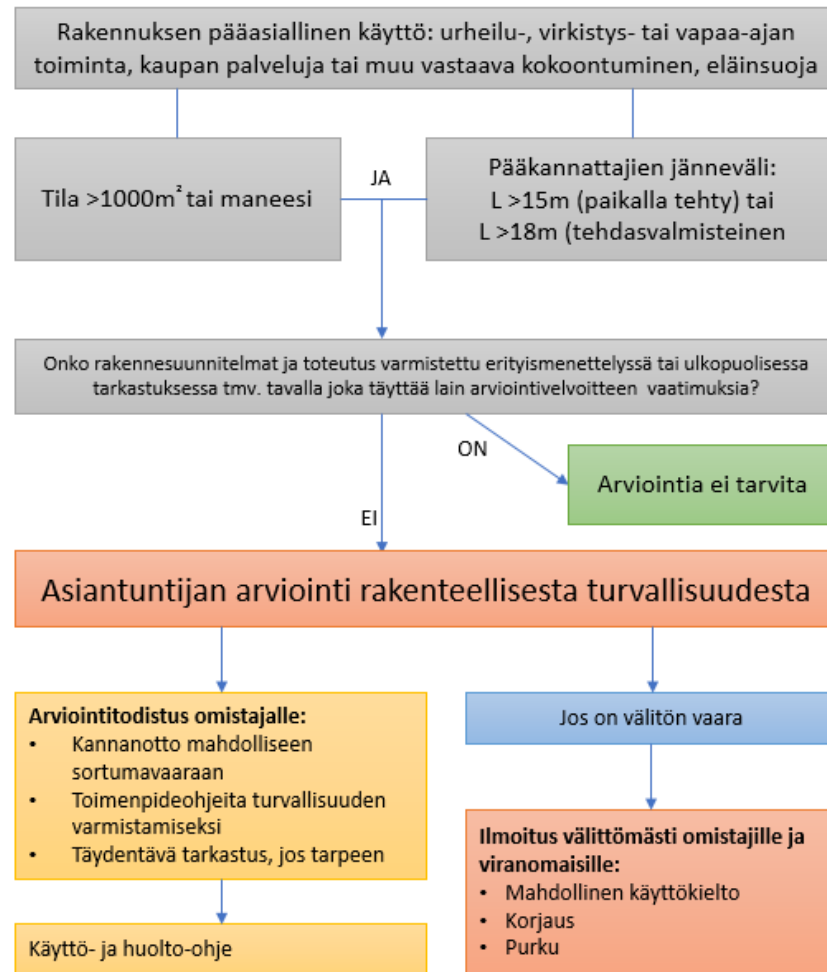 Rakennuksen pääasiallinen käyttö: urheilu-, virkistys- tai vapaa-ajan
toiminta, kaupan palveluja tai muu vastaava kokoontuminen, eläinsuoja
Tila >1000m² tai maneesi
JA
Pääkannattajien jänneväli:
L >15m (paikalla tehty) tai
L >18m (tehdasvalmisteinen
Onko rakennesuunnitelmat ja toteutus varmistettu erityismenettelyssä tai ulkopuolisessa
tarkastuksessa tmv. tavalla joka täyttää lain arviointivelvoitteen vaatimuksia?
ON
Arviointia ei tarvita
EI
Asiantuntijan arviointi rakenteellisesta turvallisuudesta
Arviointitodistus omistajalle:
• Kannanotto mahdolliseen
sortumavaaraan
• Toimenpideohjeita turvallisuuden
varmistamiseksi
• Täydentävä tarkastus, jos tarpeen
Käyttö- ja huolto-ohje
Jos on välitön vaara
Ilmoitus välittömästi omistajille ja
viranomaisille:
• Mahdollinen käyttökielto
• Korjaus
• Purku